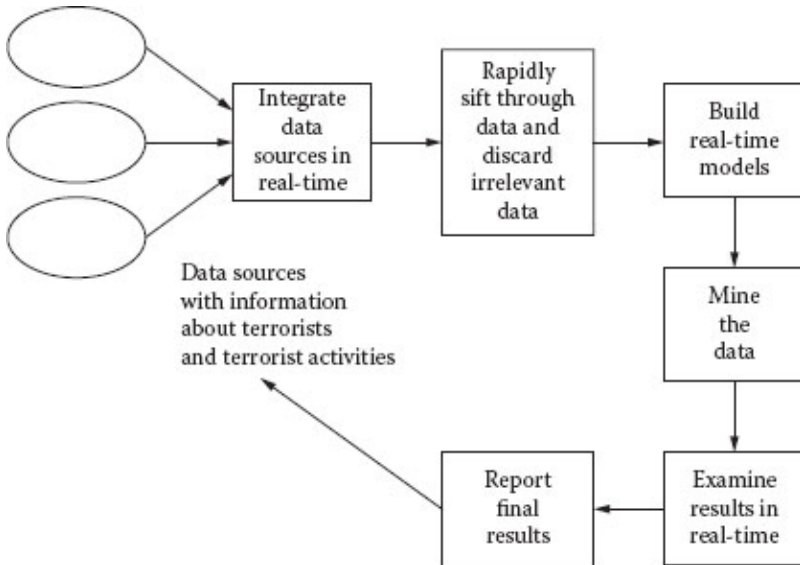 Integrate
data
sources in
real-time
Rapidly
sift through
data and
discard
irrelevant
data
Build
real-time
models
Data sources
with information
about terrorists
and terrorist activities
Mine
the
data
Report
final
results
Examine
results in
real-time